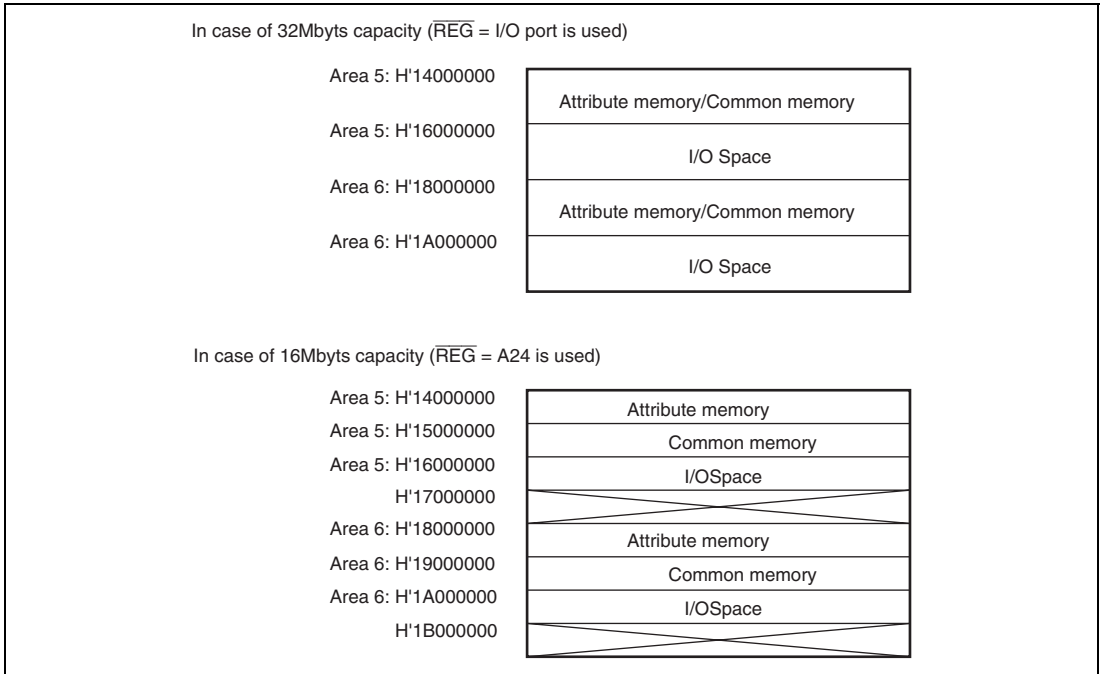 In case of 32Mbyts capacity (REG = I/O port is used)
Area 5: H'14000000
Attribute memory/Common memory
Area 5: H'16000000
I/O Space
Area 6: H'18000000
Attribute memory/Common memory
Area 6: H'1A000000
I/O Space
In case of 16Mbyts capacity (REG = A24 is used)
Area 5: H'14000000
Attribute memory
Area 5: H'15000000
Common memory
Area 5: H'16000000
I/OSpace
H'17000000
Area 6: H'18000000
Attribute memory
Area 6: H'19000000
Common memory
Area 6: H'1A000000
I/OSpace
H'1B000000